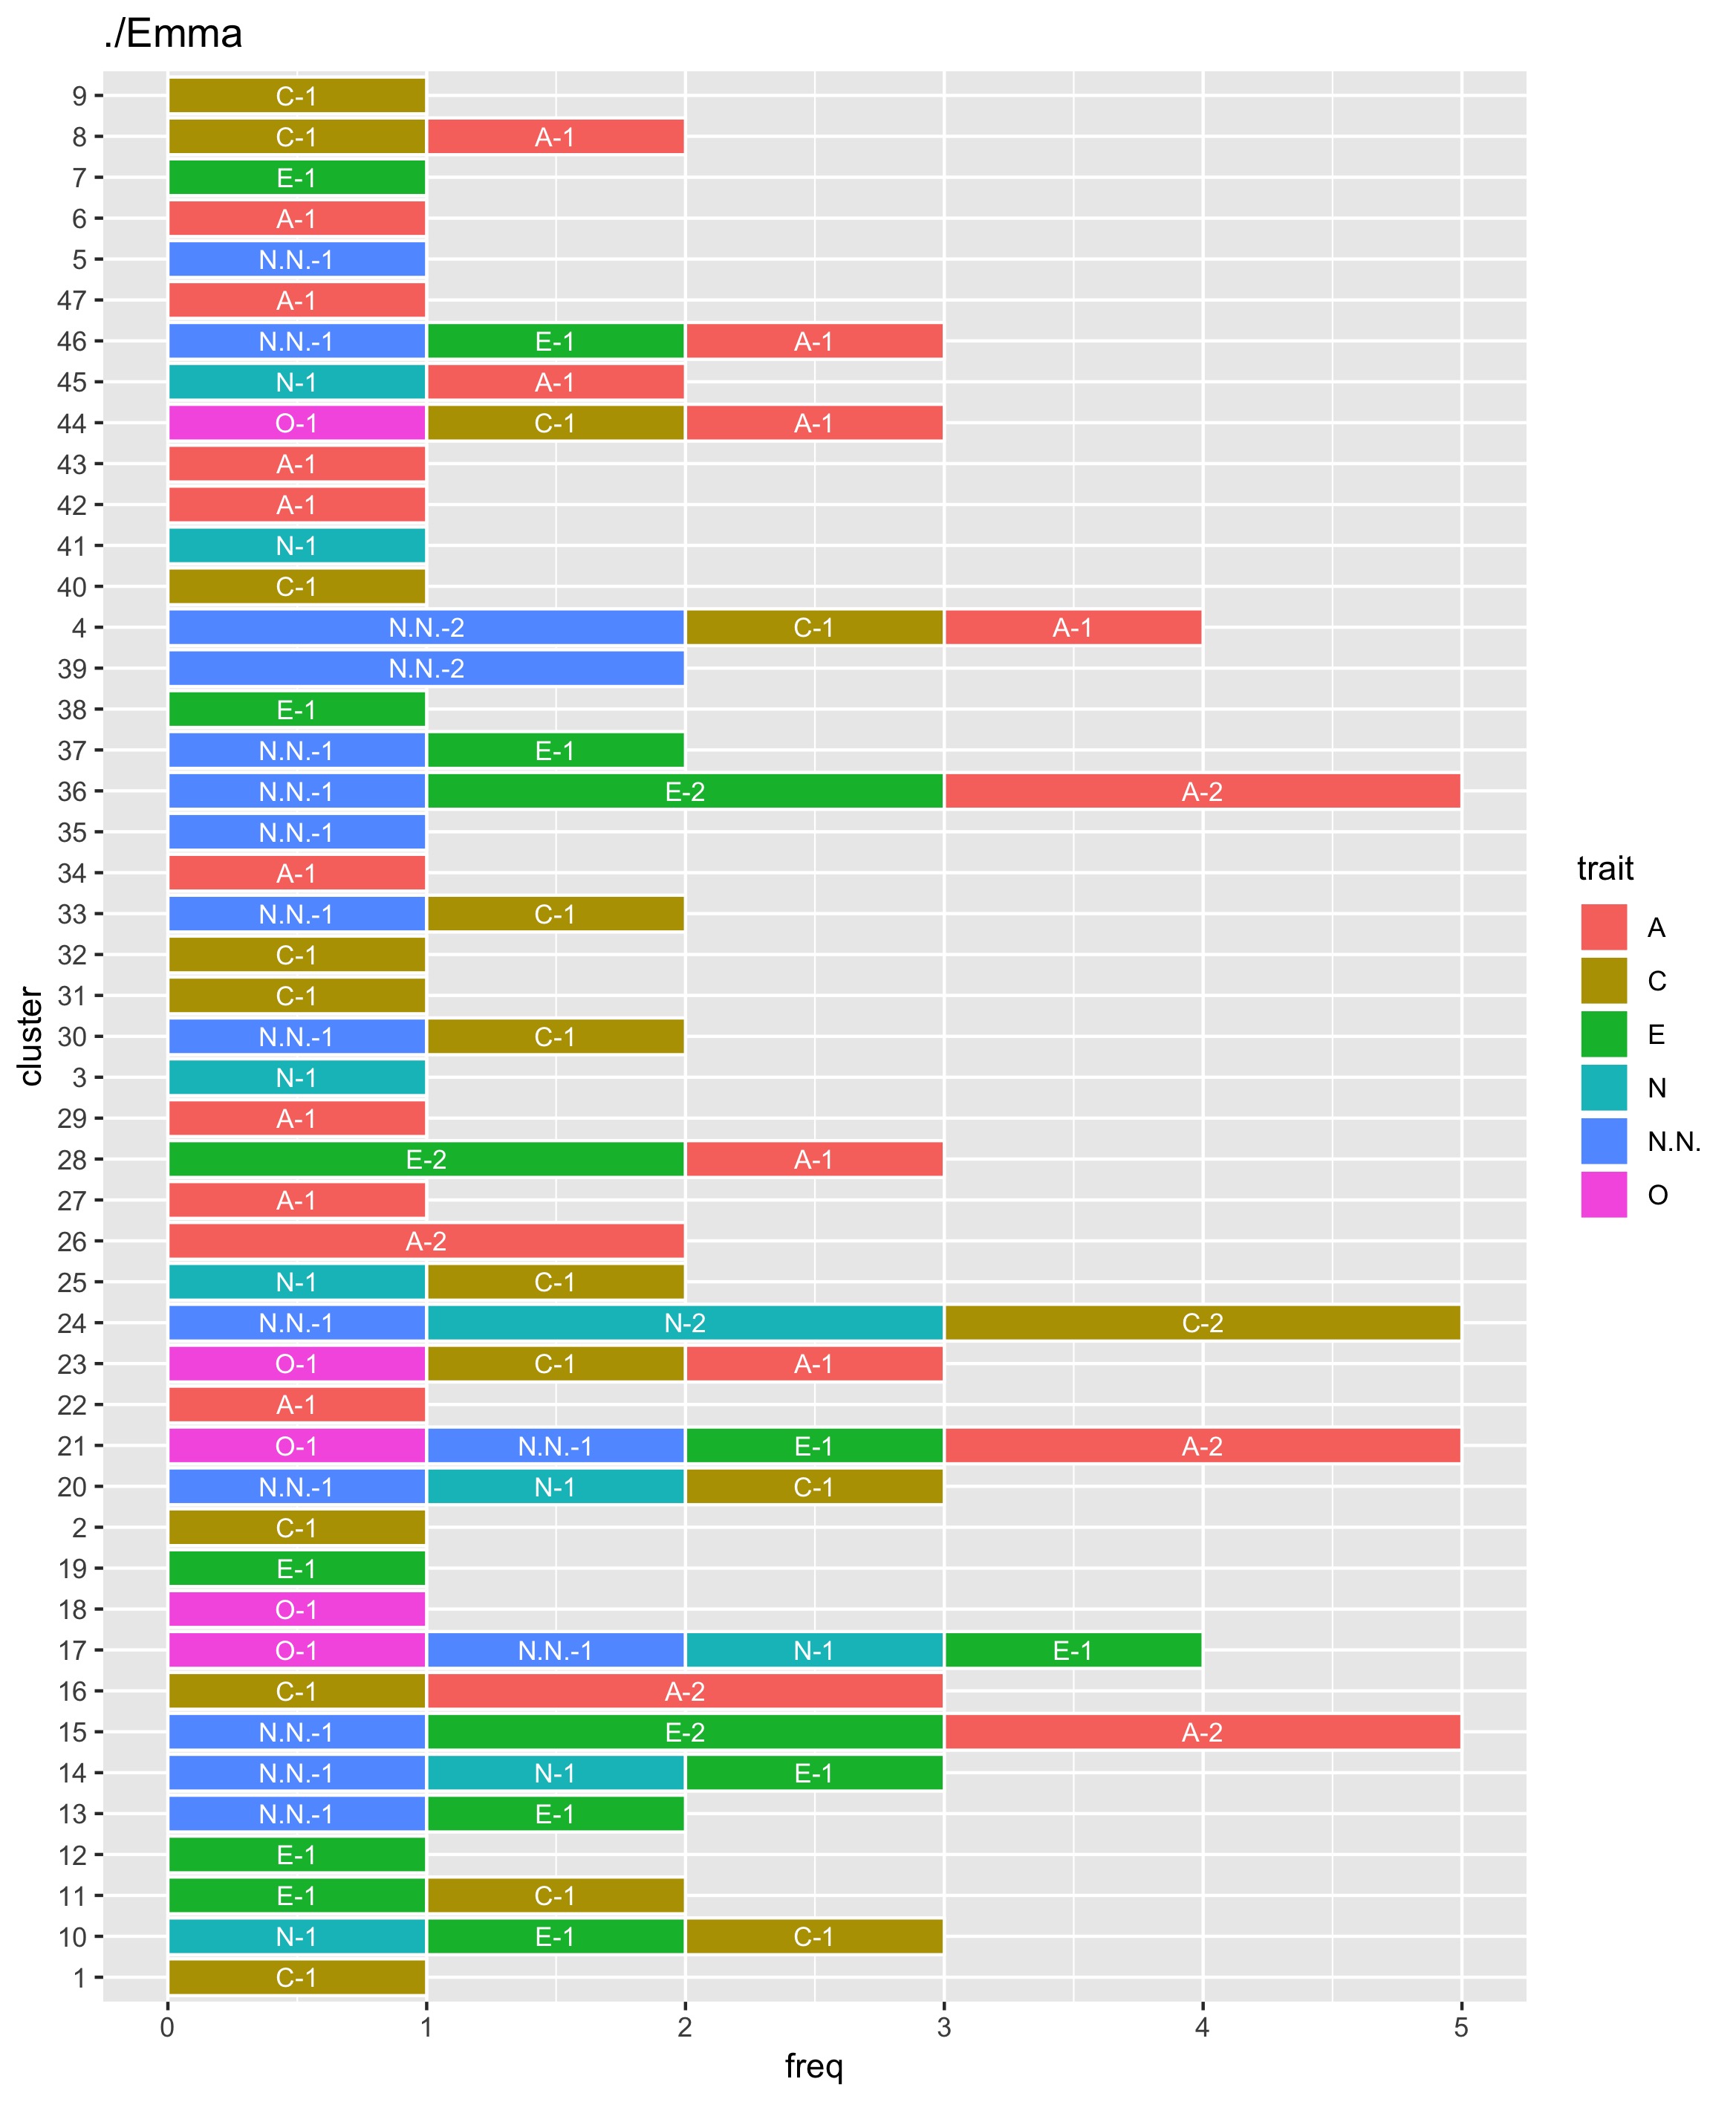 ./Emma
9 C-1
8 C-1 A-1
7 E-1
6 A-1
5 N.N.-1
47 A-1
46 N.N.-1 E-1 A-1
45 N-1 A-1
44 O-1 C-1 A-1
43 A-1
42 A-1
41 N-1
40 C-1
4 N.N.-2 C-1 A-1
39 N.N.-2
38 E-1
37 N.N.-1 E-1
36 N.N.-1 E-2 A-2
35 N.N.-1
34 A-1
33 N.N.-1 C-1
32 C-1
31 C-1
30 N.N.-1 C-1
3 N-1
29 A-1
28 E-2 A-1
27 A-1
26 A-2
25 N-1 C-1
24 N.N.-1 N-2 C-2
23 O-1 C-1 A-1
22 A-1
21 O-1 N.N.-1 E-1 A-2
20 N.N.-1 N-1 C-1
2 C-1
19 E-1
18 O-1
17 O-1 N.N.-1 N-1 E-1
16 C-1 A-2
15 N.N.-1 E-2 A-2
14 N.N.-1 N-1 E-1
13 N.N.-1 E-1
12 E-1
11 E-1 C-1
10 N-1 E-1 C-1
1 C-1
0 1 2 3 4 5
freq
cluster
trait
A
C
E
N
N.N.
O